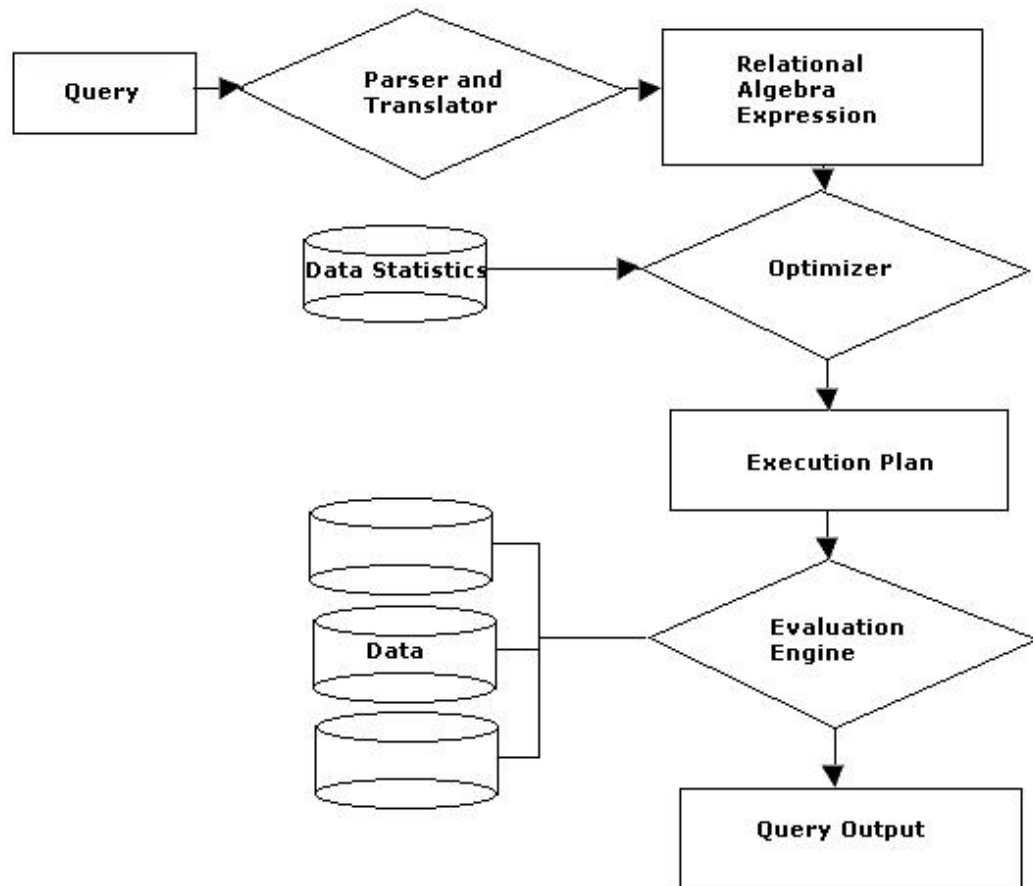 Query
Parser and
Translator
Relational
Algebra
Expression
Data Statistics
Optimizer
Execution Plan
Data
Evaluation
Engine
Query Output